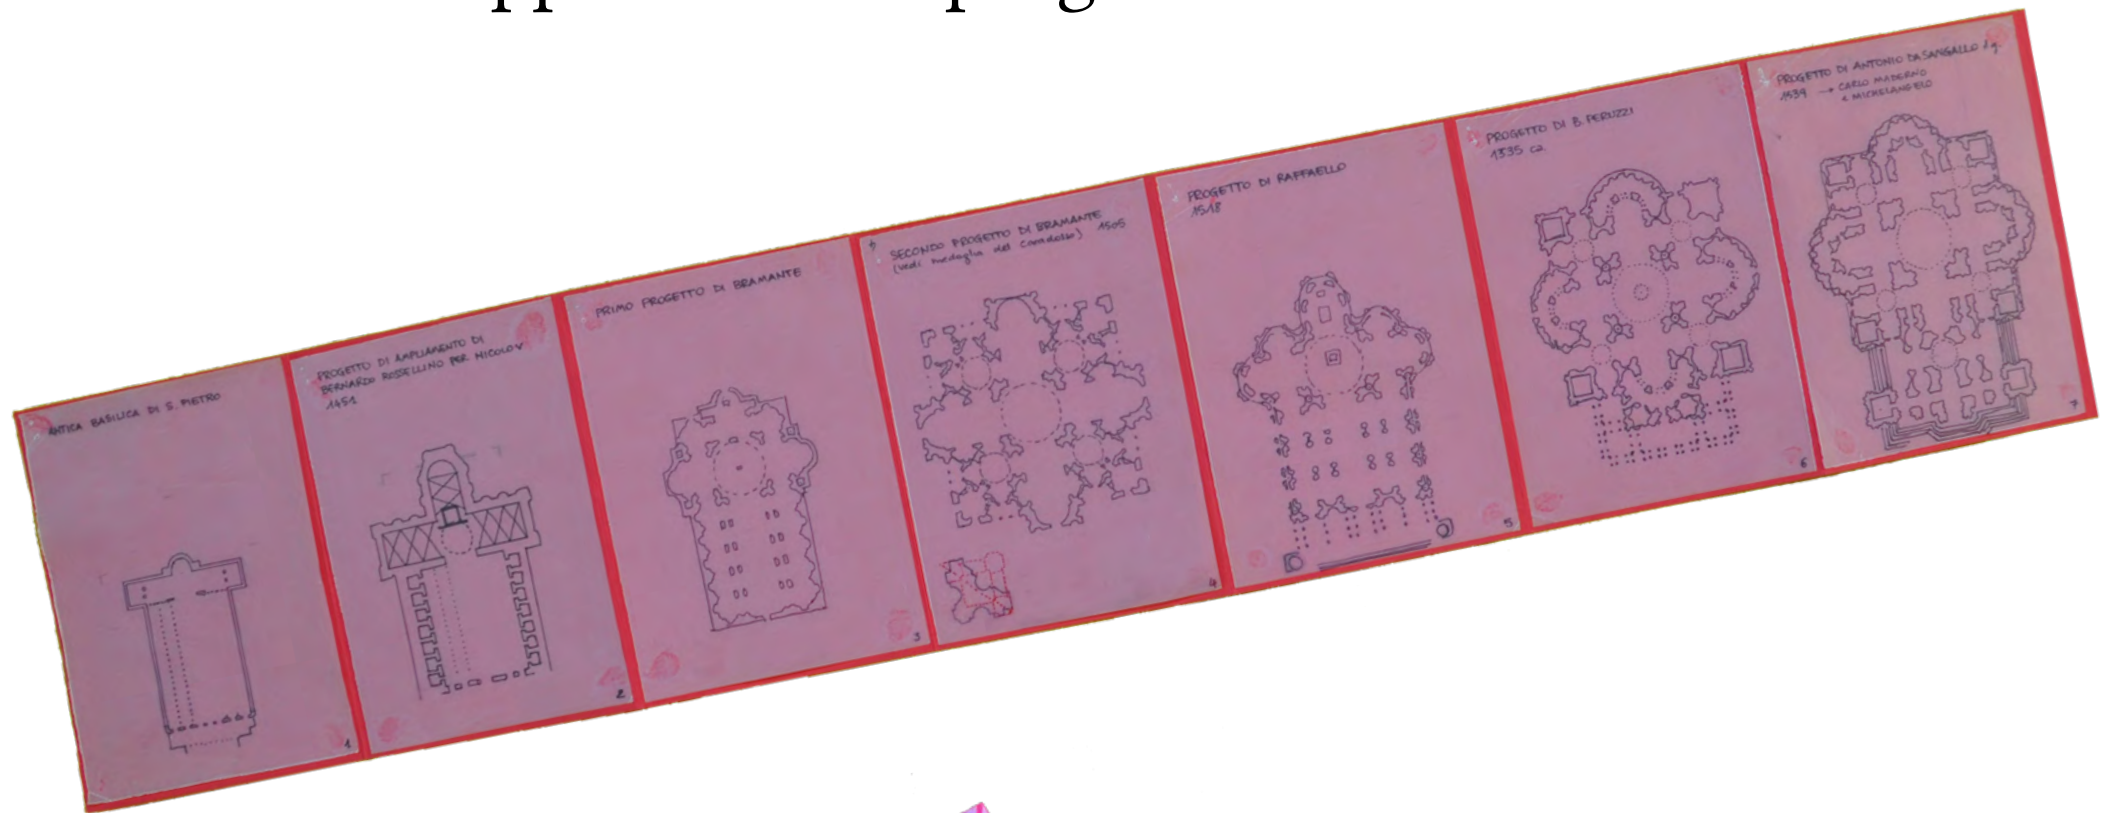 ANTICA BASILICA DI S. PIETRO
1
PROGETTO DI AMPLIAMENTO DI
BERNARDO ROSSELLINO PER NICOLO V
1451
2
PRIMO PROGETTO DI BRAMANTE
3
4
SECONDO PROGETTO DI BRAMANTE 1505
(vedi medaglia del Caradosso)
4
PROGETTO DI RAFFAELLO
1518
5
PROGETTO DI B. PERUZZI
1535 ca.
6
PROGETTO DI ANTONIO DA SANGALLO il g.
1539 → CARLO MADERNO
e MICHELANGELO
7